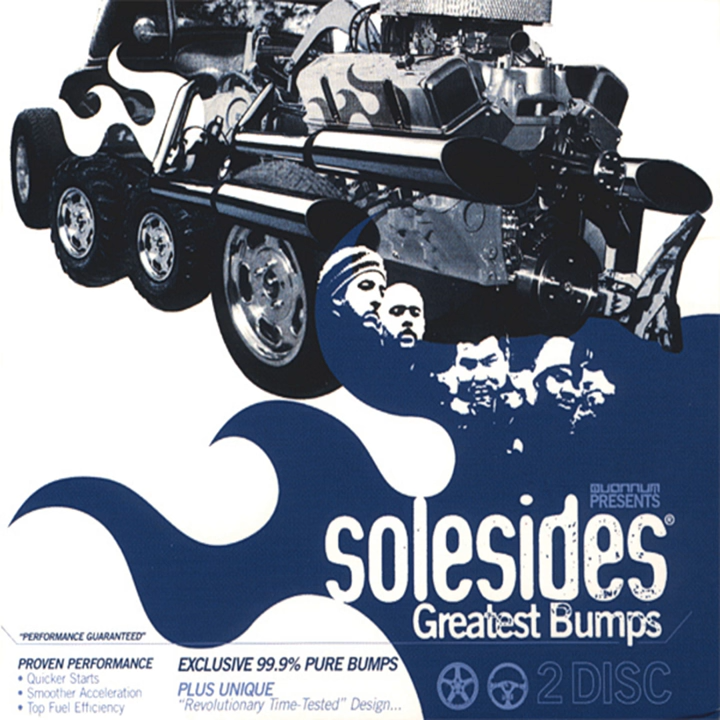 QUANNUM
PRESENTS
solesides®
Greatest Bumps
"PERFORMANCE GUARANTEED"
PROVEN PERFORMANCE
• Quicker Starts
• Smoother Acceleration
• Top Fuel Efficiency
EXCLUSIVE 99.9% PURE BUMPS
PLUS UNIQUE
"Revolutionary Time-Tested" Design...
2 DISC